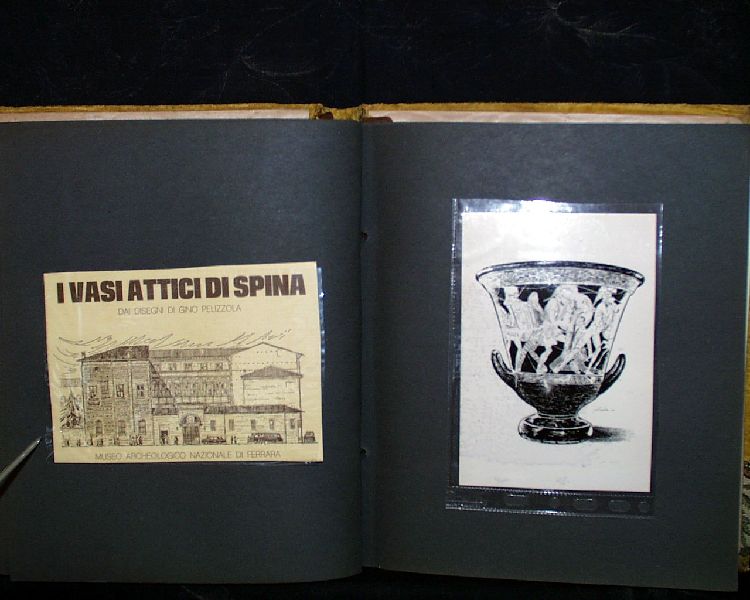 I VASI ATTICI DI SPINA
DAI DISEGNI DI GINO PELIZZOLA
MUSEO ARCHEOLOGICO NAZIONALE DI FERRARA